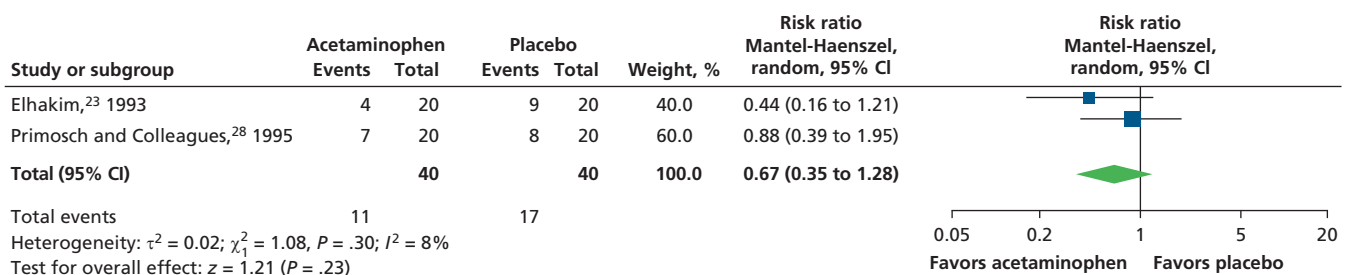 Risk ratio Risk ratio
Acetaminophen Placebo Mantel-Haenszel, Mantel-Haenszel,
Study or subgroup Events Total Events Total Weight, % random, 95% CI random, 95% CI
Elhakim,²³ 1993 4 20 9 20 40.0 0.44 (0.16 to 1.21)
Primosch and Colleagues,²⁸ 1995 7 20 8 20 60.0 0.88 (0.39 to 1.95)
Total (95% CI) 40 40 100.0 0.67 (0.35 to 1.28)
Total events 11 17
0.05 0.2 1 5 20
Heterogeneity: τ² = 0.02; χ²₁ = 1.08, P = .30; I² = 8%
Favors acetaminophen Favors placebo
Test for overall effect: z = 1.21 (P = .23)